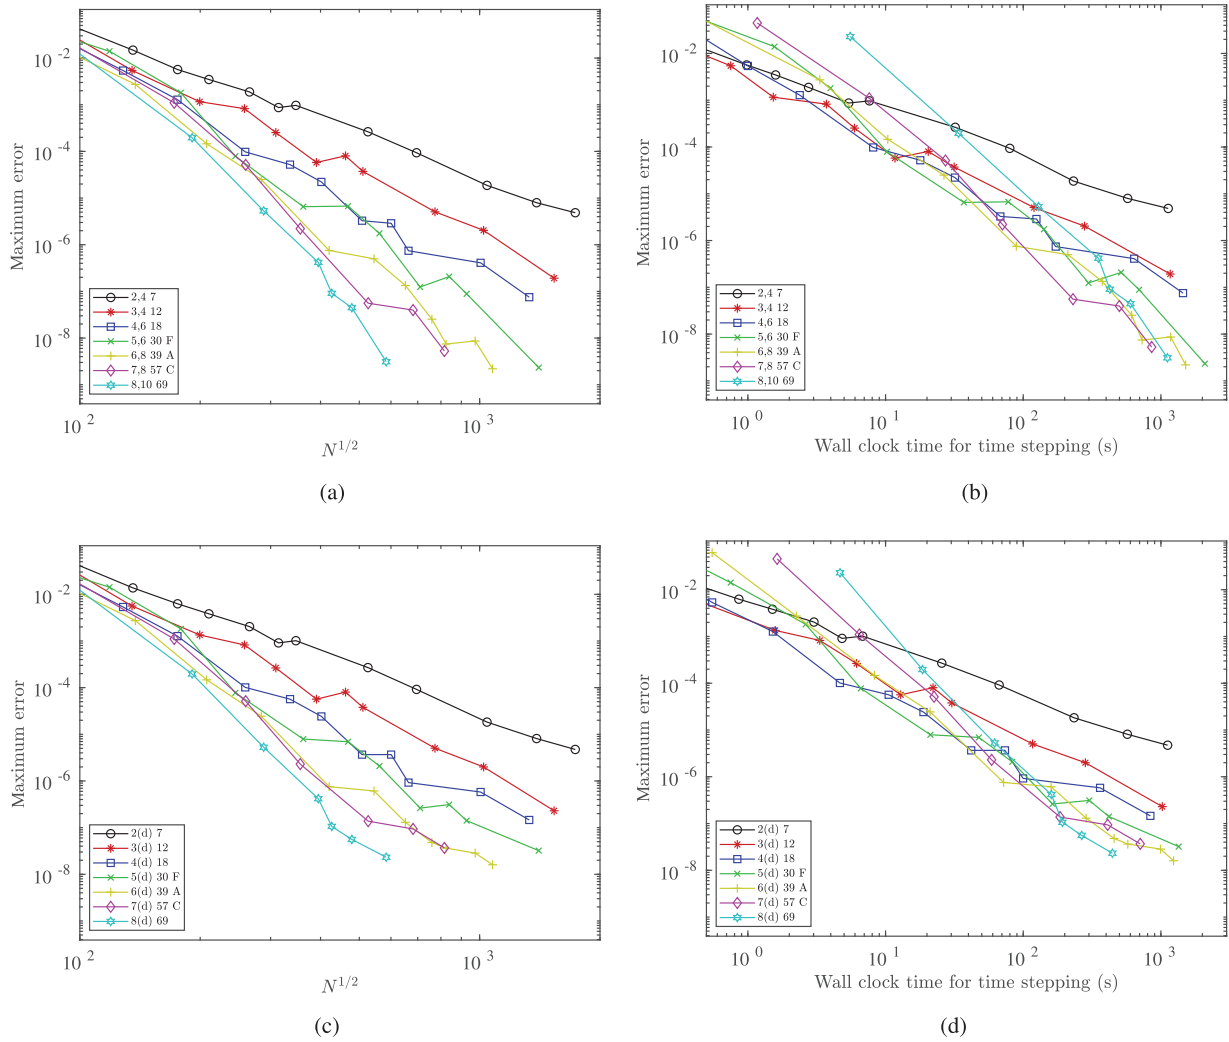 Maximum error
10^-2
10^-4
10^-6
10^-8
2,4 7
3,4 12
4,6 18
5,6 30 F
6,8 39 A
7,8 57 C
8,10 69
10^2
10^3
N^1/2
(a)
Maximum error
10^-2
10^-4
10^-6
10^-8
2,4 7
3,4 12
4,6 18
5,6 30 F
6,8 39 A
7,8 57 C
8,10 69
10^0
10^1
10^2
10^3
Wall clock time for time stepping (s)
(b)
Maximum error
10^-2
10^-4
10^-6
10^-8
2(d) 7
3(d) 12
4(d) 18
5(d) 30 F
6(d) 39 A
7(d) 57 C
8(d) 69
10^2
10^3
N^1/2
(c)
Maximum error
10^-2
10^-4
10^-6
10^-8
2(d) 7
3(d) 12
4(d) 18
5(d) 30 F
6(d) 39 A
7(d) 57 C
8(d) 69
10^0
10^1
10^2
10^3
Wall clock time for time stepping (s)
(d)